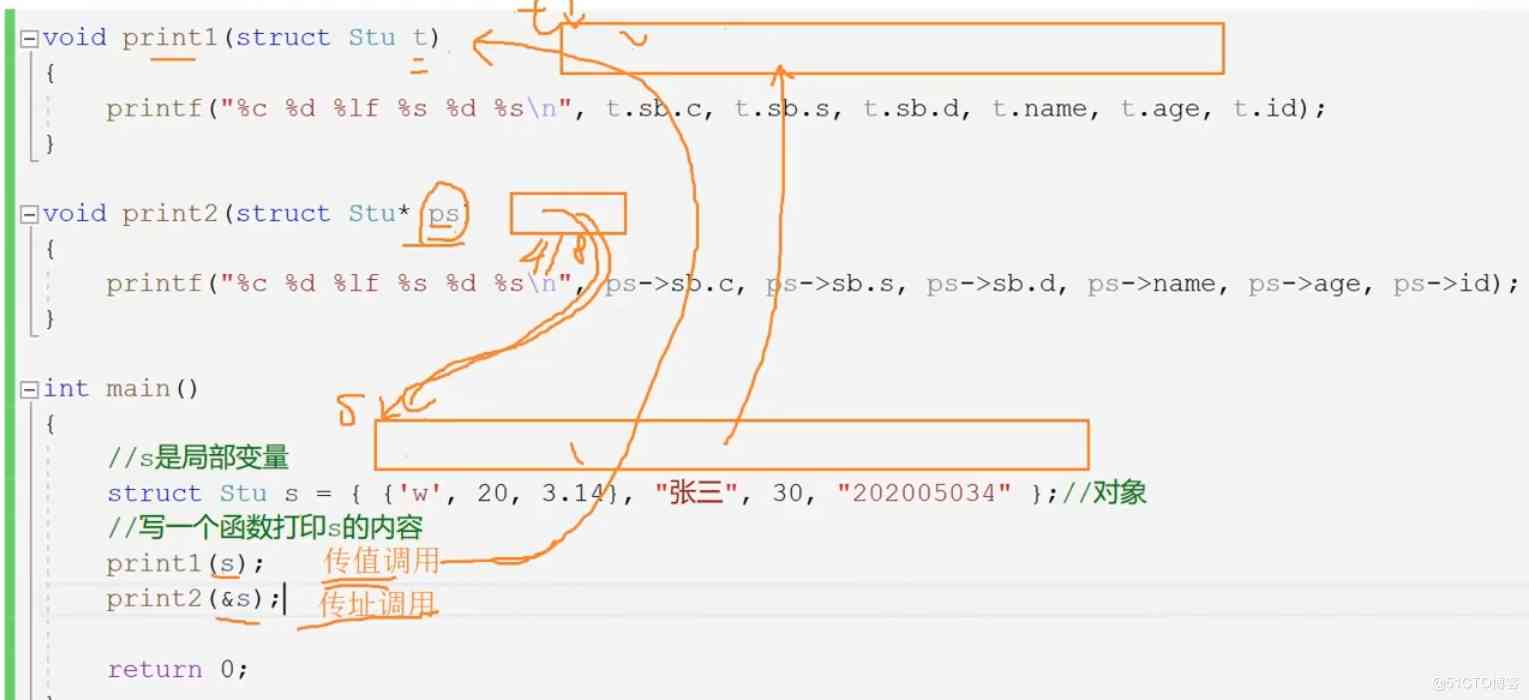 t
void print1(struct Stu t)
{
printf("%c %d %lf %s %d %s\n", t.sb.c, t.sb.s, t.sb.d, t.name, t.age, t.id);
}
void print2(struct Stu* ps)
4/8
{
printf("%c %d %lf %s %d %s\n", ps->sb.c, ps->sb.s, ps->sb.d, ps->name, ps->age, ps->id);
}
int main()
s
{
//s是局部变量
struct Stu s = { {'w', 20, 3.14}, "张三", 30, "202005034" };//对象
//写一个函数打印s的内容
print1(s); 传值调用
print2(&s); 传址调用
return 0;
@51CTO博客